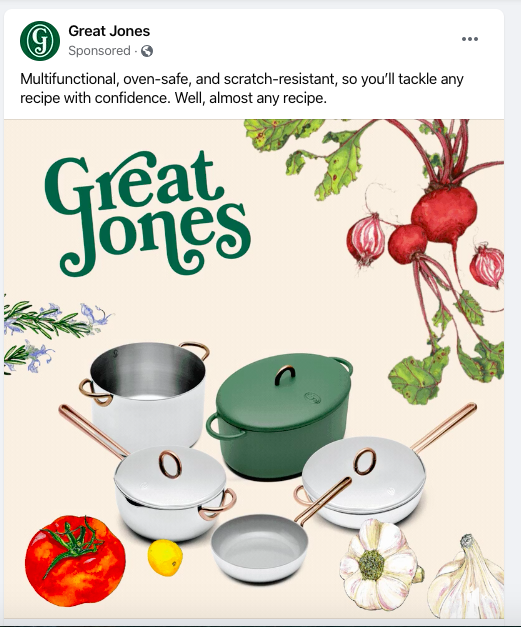 Great Jones
Sponsored ·
Multifunctional, oven-safe, and scratch-resistant, so you’ll tackle any
recipe with confidence. Well, almost any recipe.
Great
Jones